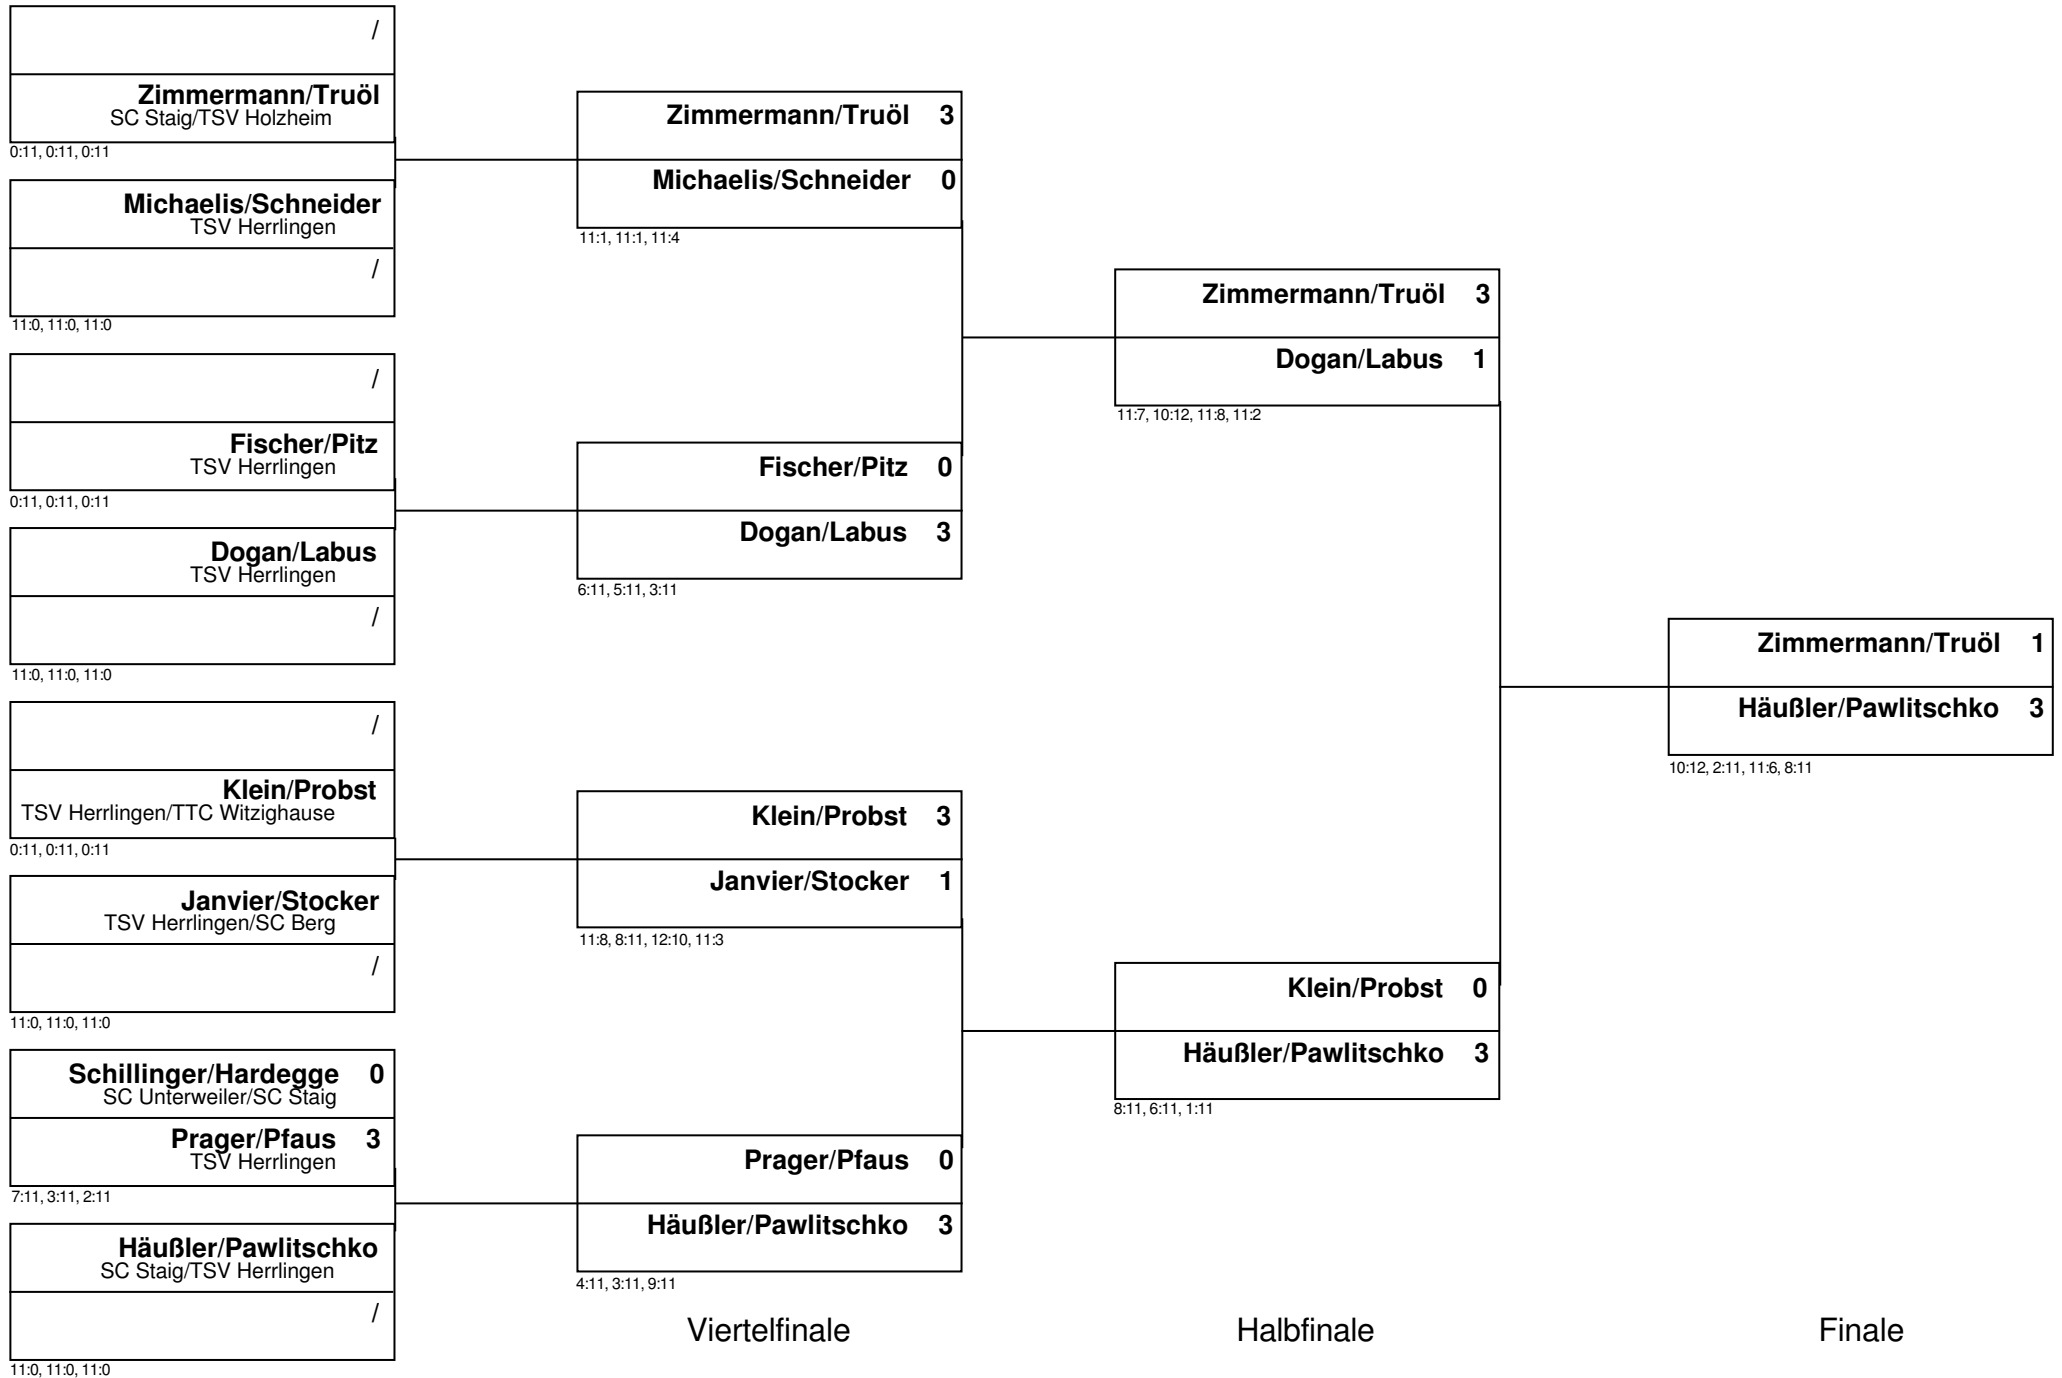 /
Zimmermann/Truöl
SC Staig/TSV Holzheim
0:11, 0:11, 0:11
Michaelis/Schneider
TSV Herrlingen
/
11:0, 11:0, 11:0
/
Fischer/Pitz
TSV Herrlingen
0:11, 0:11, 0:11
Dogan/Labus
TSV Herrlingen
/
11:0, 11:0, 11:0
/
Klein/Probst
TSV Herrlingen/TTC Witzighause
0:11, 0:11, 0:11
Janvier/Stocker
TSV Herrlingen/SC Berg
/
11:0, 11:0, 11:0
Schillinger/Hardegge 0
SC Unterweiler/SC Staig
Prager/Pfaus 3
TSV Herrlingen
7:11, 3:11, 2:11
Häußler/Pawlitschko
SC Staig/TSV Herrlingen
/
11:0, 11:0, 11:0
Zimmermann/Truöl 3
Michaelis/Schneider 0
11:1, 11:1, 11:4
Fischer/Pitz 0
Dogan/Labus 3
6:11, 5:11, 3:11
Klein/Probst 3
Janvier/Stocker 1
11:8, 8:11, 12:10, 11:3
Prager/Pfaus 0
Häußler/Pawlitschko 3
4:11, 3:11, 9:11
Viertelfinale
Zimmermann/Truöl 3
Dogan/Labus 1
11:7, 10:12, 11:8, 11:2
Klein/Probst 0
Häußler/Pawlitschko 3
8:11, 6:11, 1:11
Halbfinale
Zimmermann/Truöl 1
Häußler/Pawlitschko 3
10:12, 2:11, 11:6, 8:11
Finale